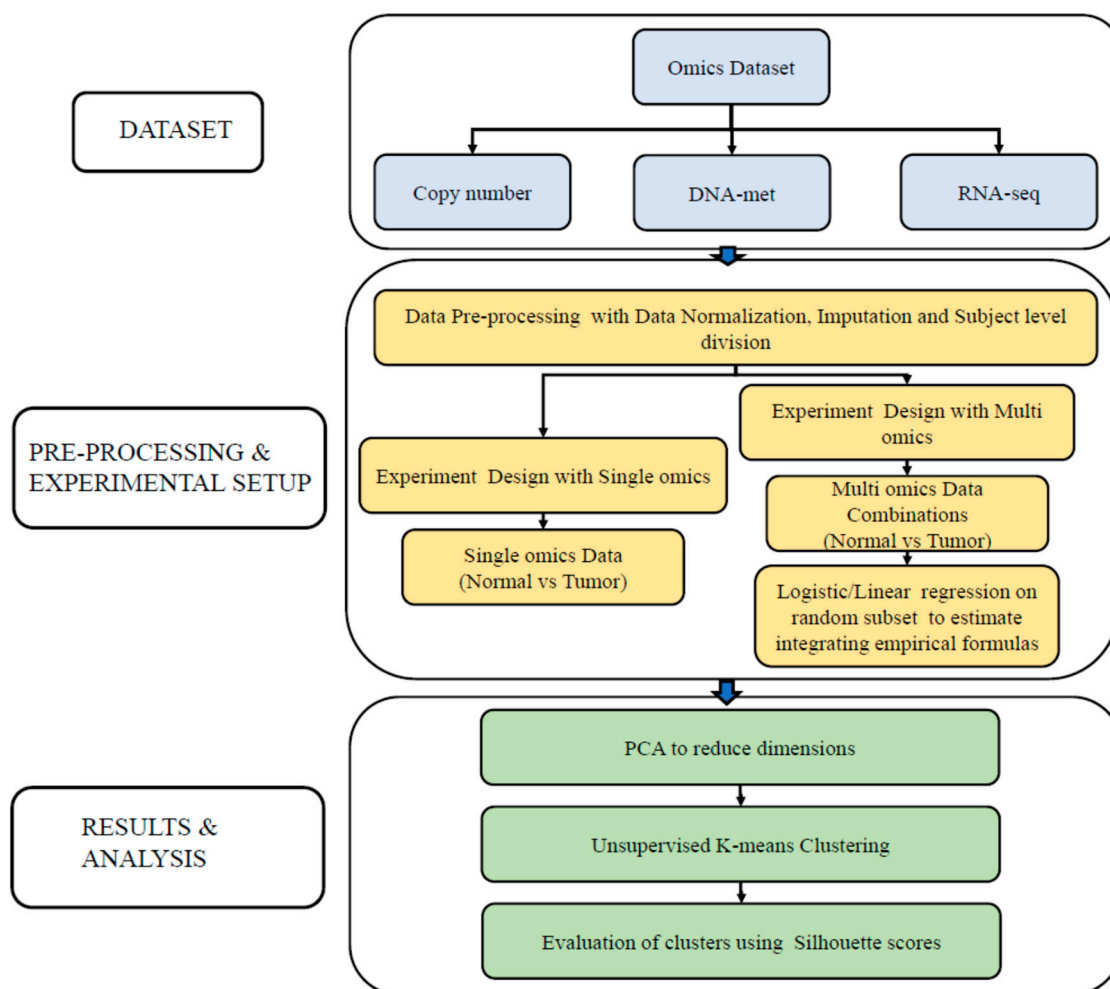 DATASET
Omics Dataset
Copy number
DNA-met
RNA-seq
PRE-PROCESSING &
EXPERIMENTAL SETUP
Data Pre-processing with Data Normalization, Imputation and Subject level
division
Experiment Design with Single omics
Single omics Data
(Normal vs Tumor)
Experiment Design with Multi
omics
Multi omics Data
Combinations
(Normal vs Tumor)
Logistic/Linear regression on
random subset to estimate
integrating empirical formulas
RESULTS &
ANALYSIS
PCA to reduce dimensions
Unsupervised K-means Clustering
Evaluation of clusters using Silhouette scores